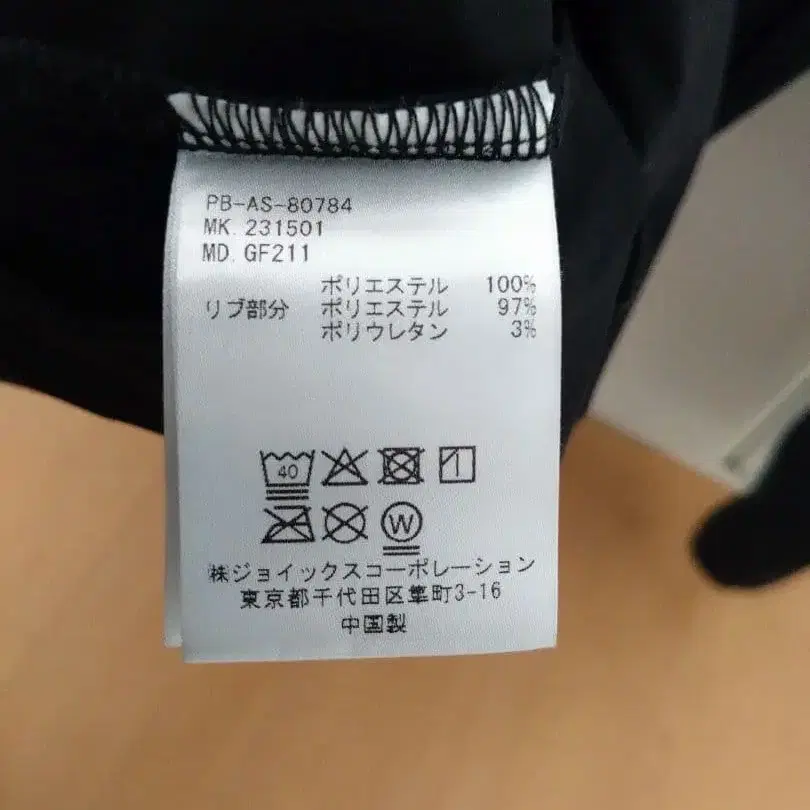 PB-AS-80784
MK.231501
MD.GF211
ポリエステル 100%
リブ部分 ポリエステル 97%
ポリウレタン 3%
40
W
㈱ジョイックスコーポレーション
東京都千代田区隼町3-16
中国製